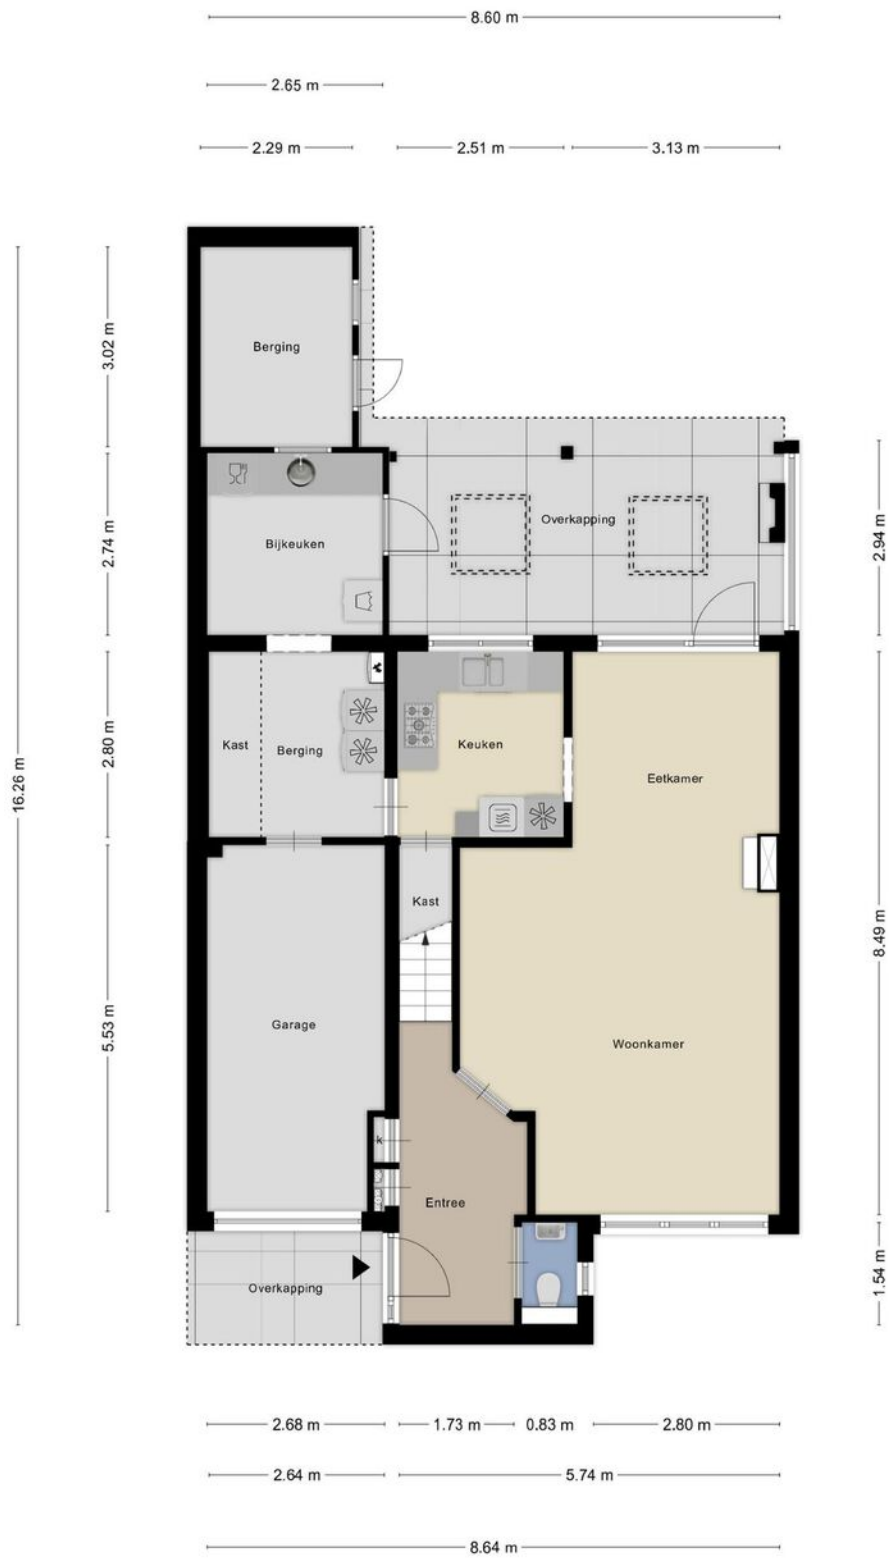 8.60 m
2.65 m
2.29 m
2.51 m
3.13 m
3.02 m
Berging
Bijkeuken
2.74 m
Overkapping
2.94 m
Kast
Berging
2.80 m
Keuken
Eetkamer
16.26 m
Kast
8.49 m
Garage
5.53 m
Woonkamer
k
Entree
Overkapping
1.54 m
2.68 m
1.73 m
0.83 m
2.80 m
2.64 m
5.74 m
8.64 m